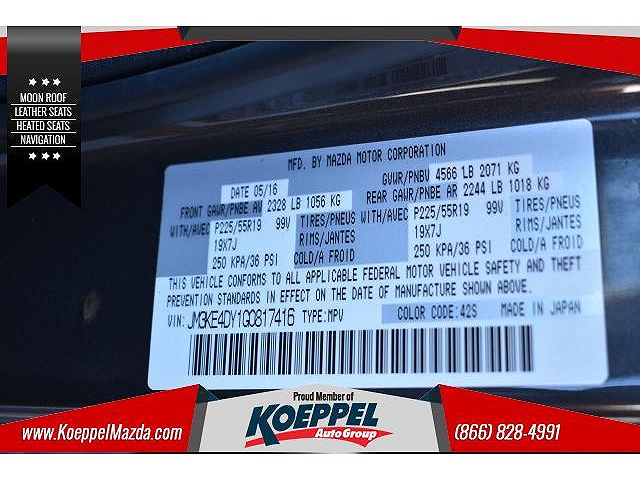 MOON ROOF
LEATHER SEATS
HEATED SEATS
NAVIGATION
MFD. BY MAZDA MOTOR CORPORATION
DATE 05/16
GVWR/PNBV 4566 LB 2071 KG
FRONT GAWR/PNBE AV 2328 LB 1056 KG
REAR GAWR/PNBE AR 2244 LB 1018 KG
WITH/AVEC P225/55R19 99V TIRES/PNEUS WITH/AVEC P225/55R19 99V TIRES/PNEUS
19X7J RIMS/JANTES 19X7J RIMS/JANTES
250 KPA/36 PSI COLD/A FROID 250 KPA/36 PSI COLD/A FROID
THIS VEHICLE CONFORMS TO ALL APPLICABLE FEDERAL MOTOR VEHICLE SAFETY AND THEFT
PREVENTION STANDARDS IN EFFECT ON THE DATE OF MANUFACTURE SHOWN ABOVE.
VIN: JM3KE4DY1G0817416 TYPE:MPV COLOR CODE:42S MADE IN JAPAN
Proud Member of
KOEPPEL
AutoGroup
www.KoeppelMazda.com
(866) 828-4991